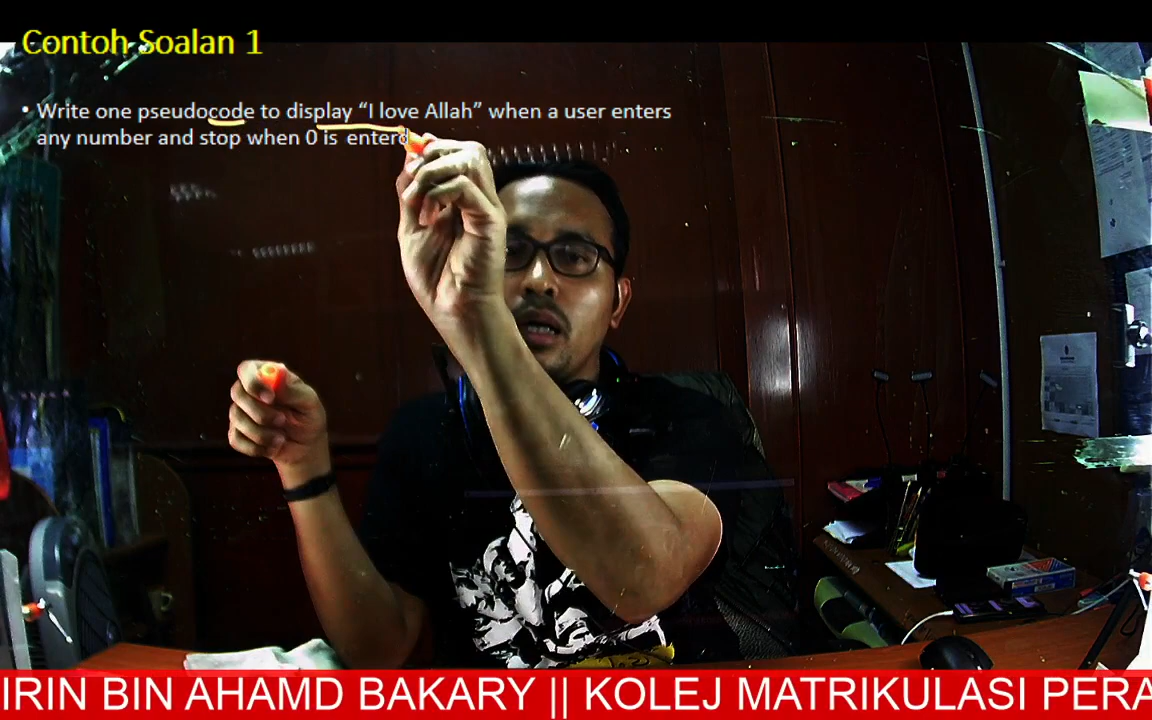 Contoh Soalan 1
• Write one pseudocode to display “I love Allah” when a user enters
any number and stop when 0 is enterd
IRIN BIN AHAMD BAKARY || KOLEJ MATRIKULASI PERA